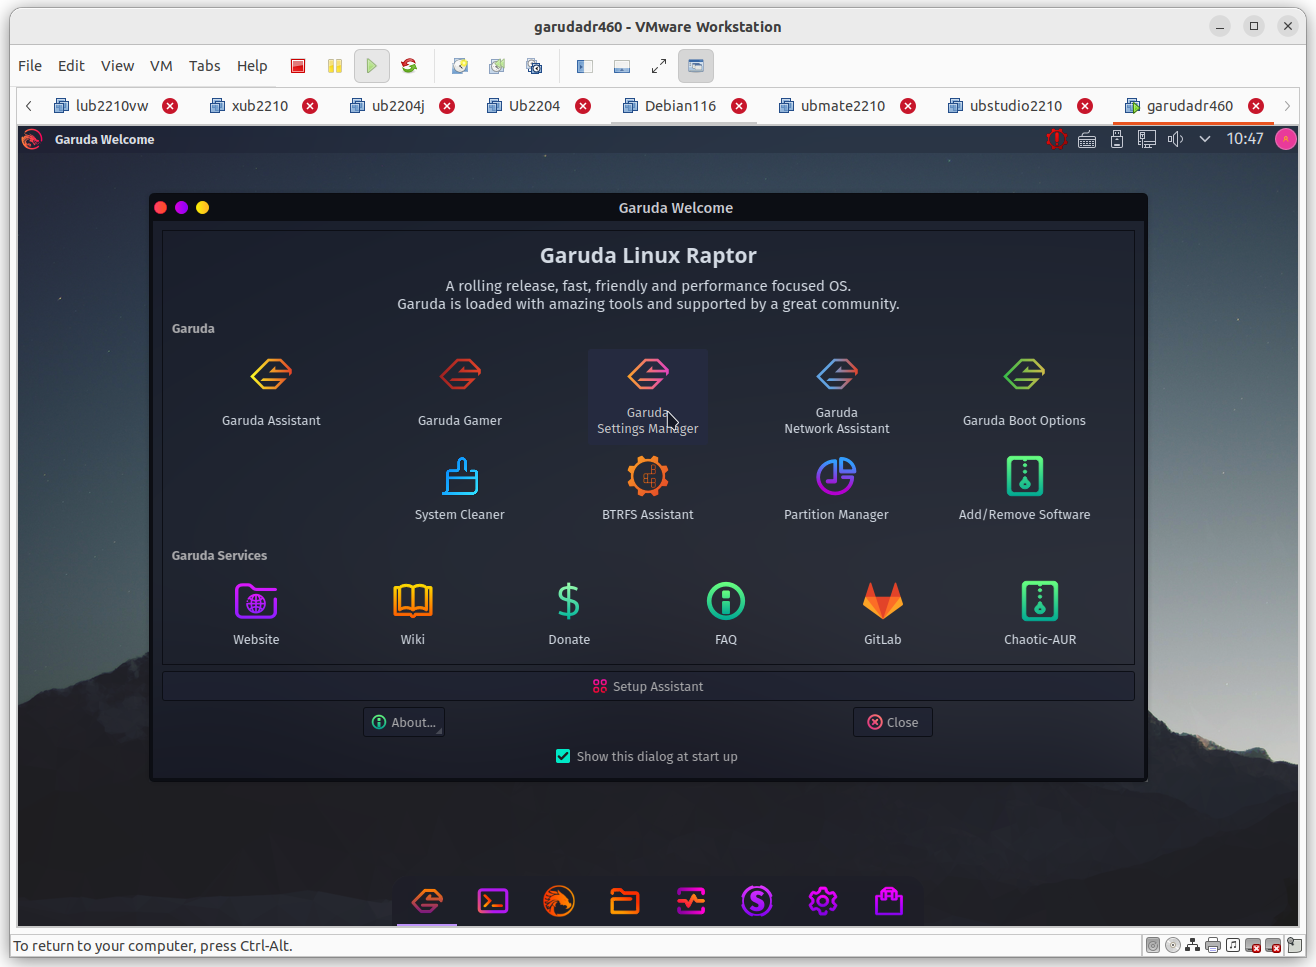 garudadr460 - VMware Workstation
File Edit View VM Tabs Help
lub2210vw xub2210 ub2204j Ub2204 Debian116 ubmate2210 ubstudio2210 garudadr460
Garuda Welcome 10:47
Garuda Welcome
Garuda Linux Raptor
A rolling release, fast, friendly and performance focused OS.
Garuda is loaded with amazing tools and supported by a great community.
Garuda
Garuda Assistant
Garuda Gamer
Garuda
Settings Manager
Garuda
Network Assistant
Garuda Boot Options
System Cleaner
BTRFS Assistant
Partition Manager
Add/Remove Software
Garuda Services
Website
Wiki
Donate
FAQ
GitLab
Chaotic-AUR
Setup Assistant
About...
Close
Show this dialog at start up
To return to your computer, press Ctrl-Alt.